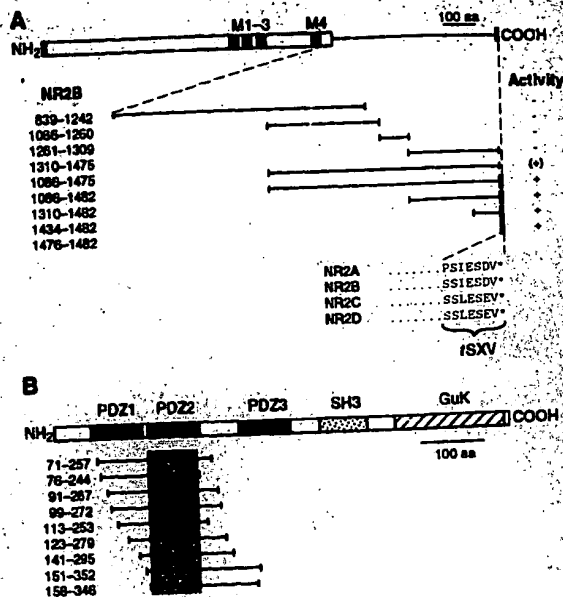 A
M1–3 M4 100 aa
NH2 COOH
NR2B Activity
839–1242
1086–1260 -
1261–1309 -
1310–1475 (+)
1086–1475 +
1086–1482 +
1310–1482 +
1434–1482 +
1476–1482
NR2A ........ PSIESDV*
NR2B ........ SSIESDV*
NR2C ........ SSLESEV*
NR2D ........ SSLESEV*
tSXV
B
PDZ1 PDZ2 PDZ3 SH3 GuK
NH2 COOH
100 aa
71–257
76–244
91–267
99–272
113–253
123–279
141–295
151–352
158–346